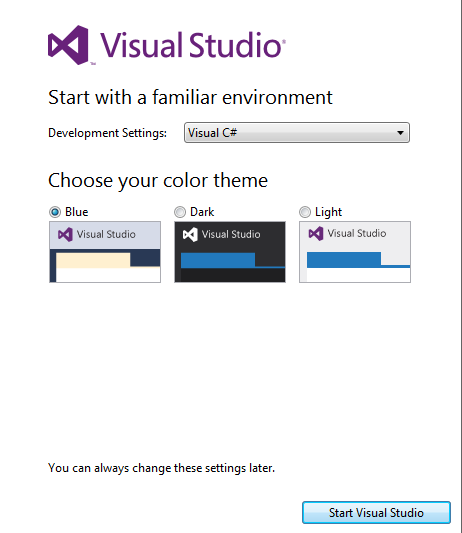 Visual Studio®
Start with a familiar environment
Development Settings: Visual C#
Choose your color theme
Blue Dark Light
Visual Studio Visual Studio Visual Studio
You can always change these settings later.
Start Visual Studio